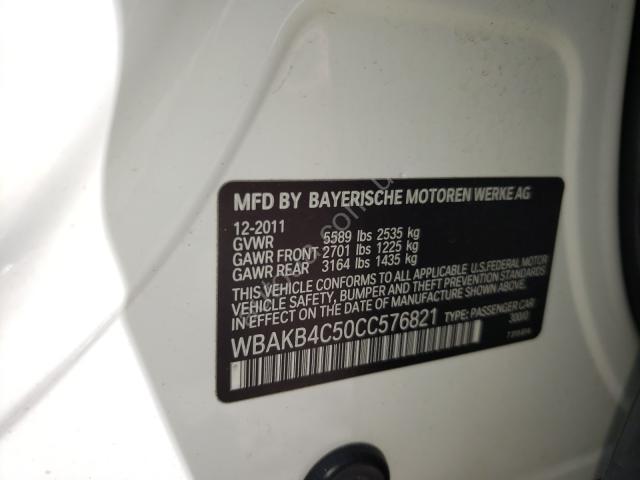 MFD BY BAYERISCHE MOTOREN WERKE AG
12-2011
GVWR 5589 lbs 2535 kg
GAWR FRONT 2701 lbs 1225 kg
GAWR REAR 3164 lbs 1435 kg
THIS VEHICLE CONFORMS TO ALL APPLICABLE U.S.FEDERAL MOTOR
VEHICLE SAFETY, BUMPER, AND THEFT PREVENTION STANDARDS
IN EFFECT ON THE DATE OF MANUFACTURE SHOWN ABOVE.
WBAKB4C50CC576821 TYPE: PASSENGER CAR
300/0